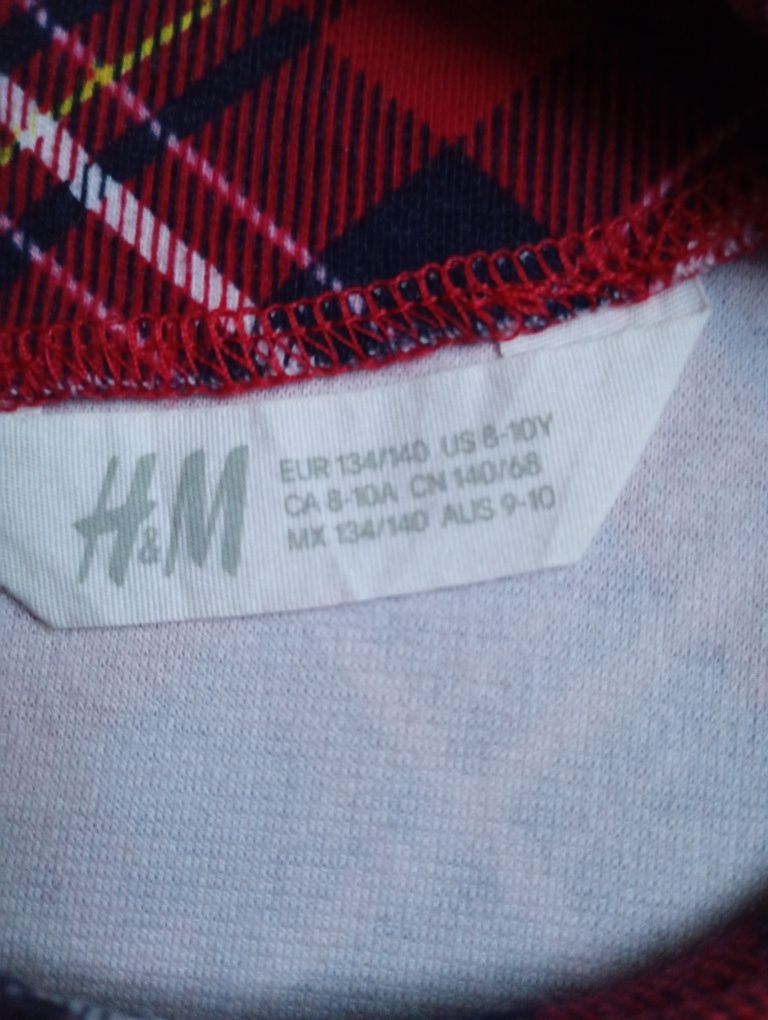 H&M
EUR 134/140 US 8-10Y
CA 8-10A CN 140/68
MX 134/140 AUS 9-10